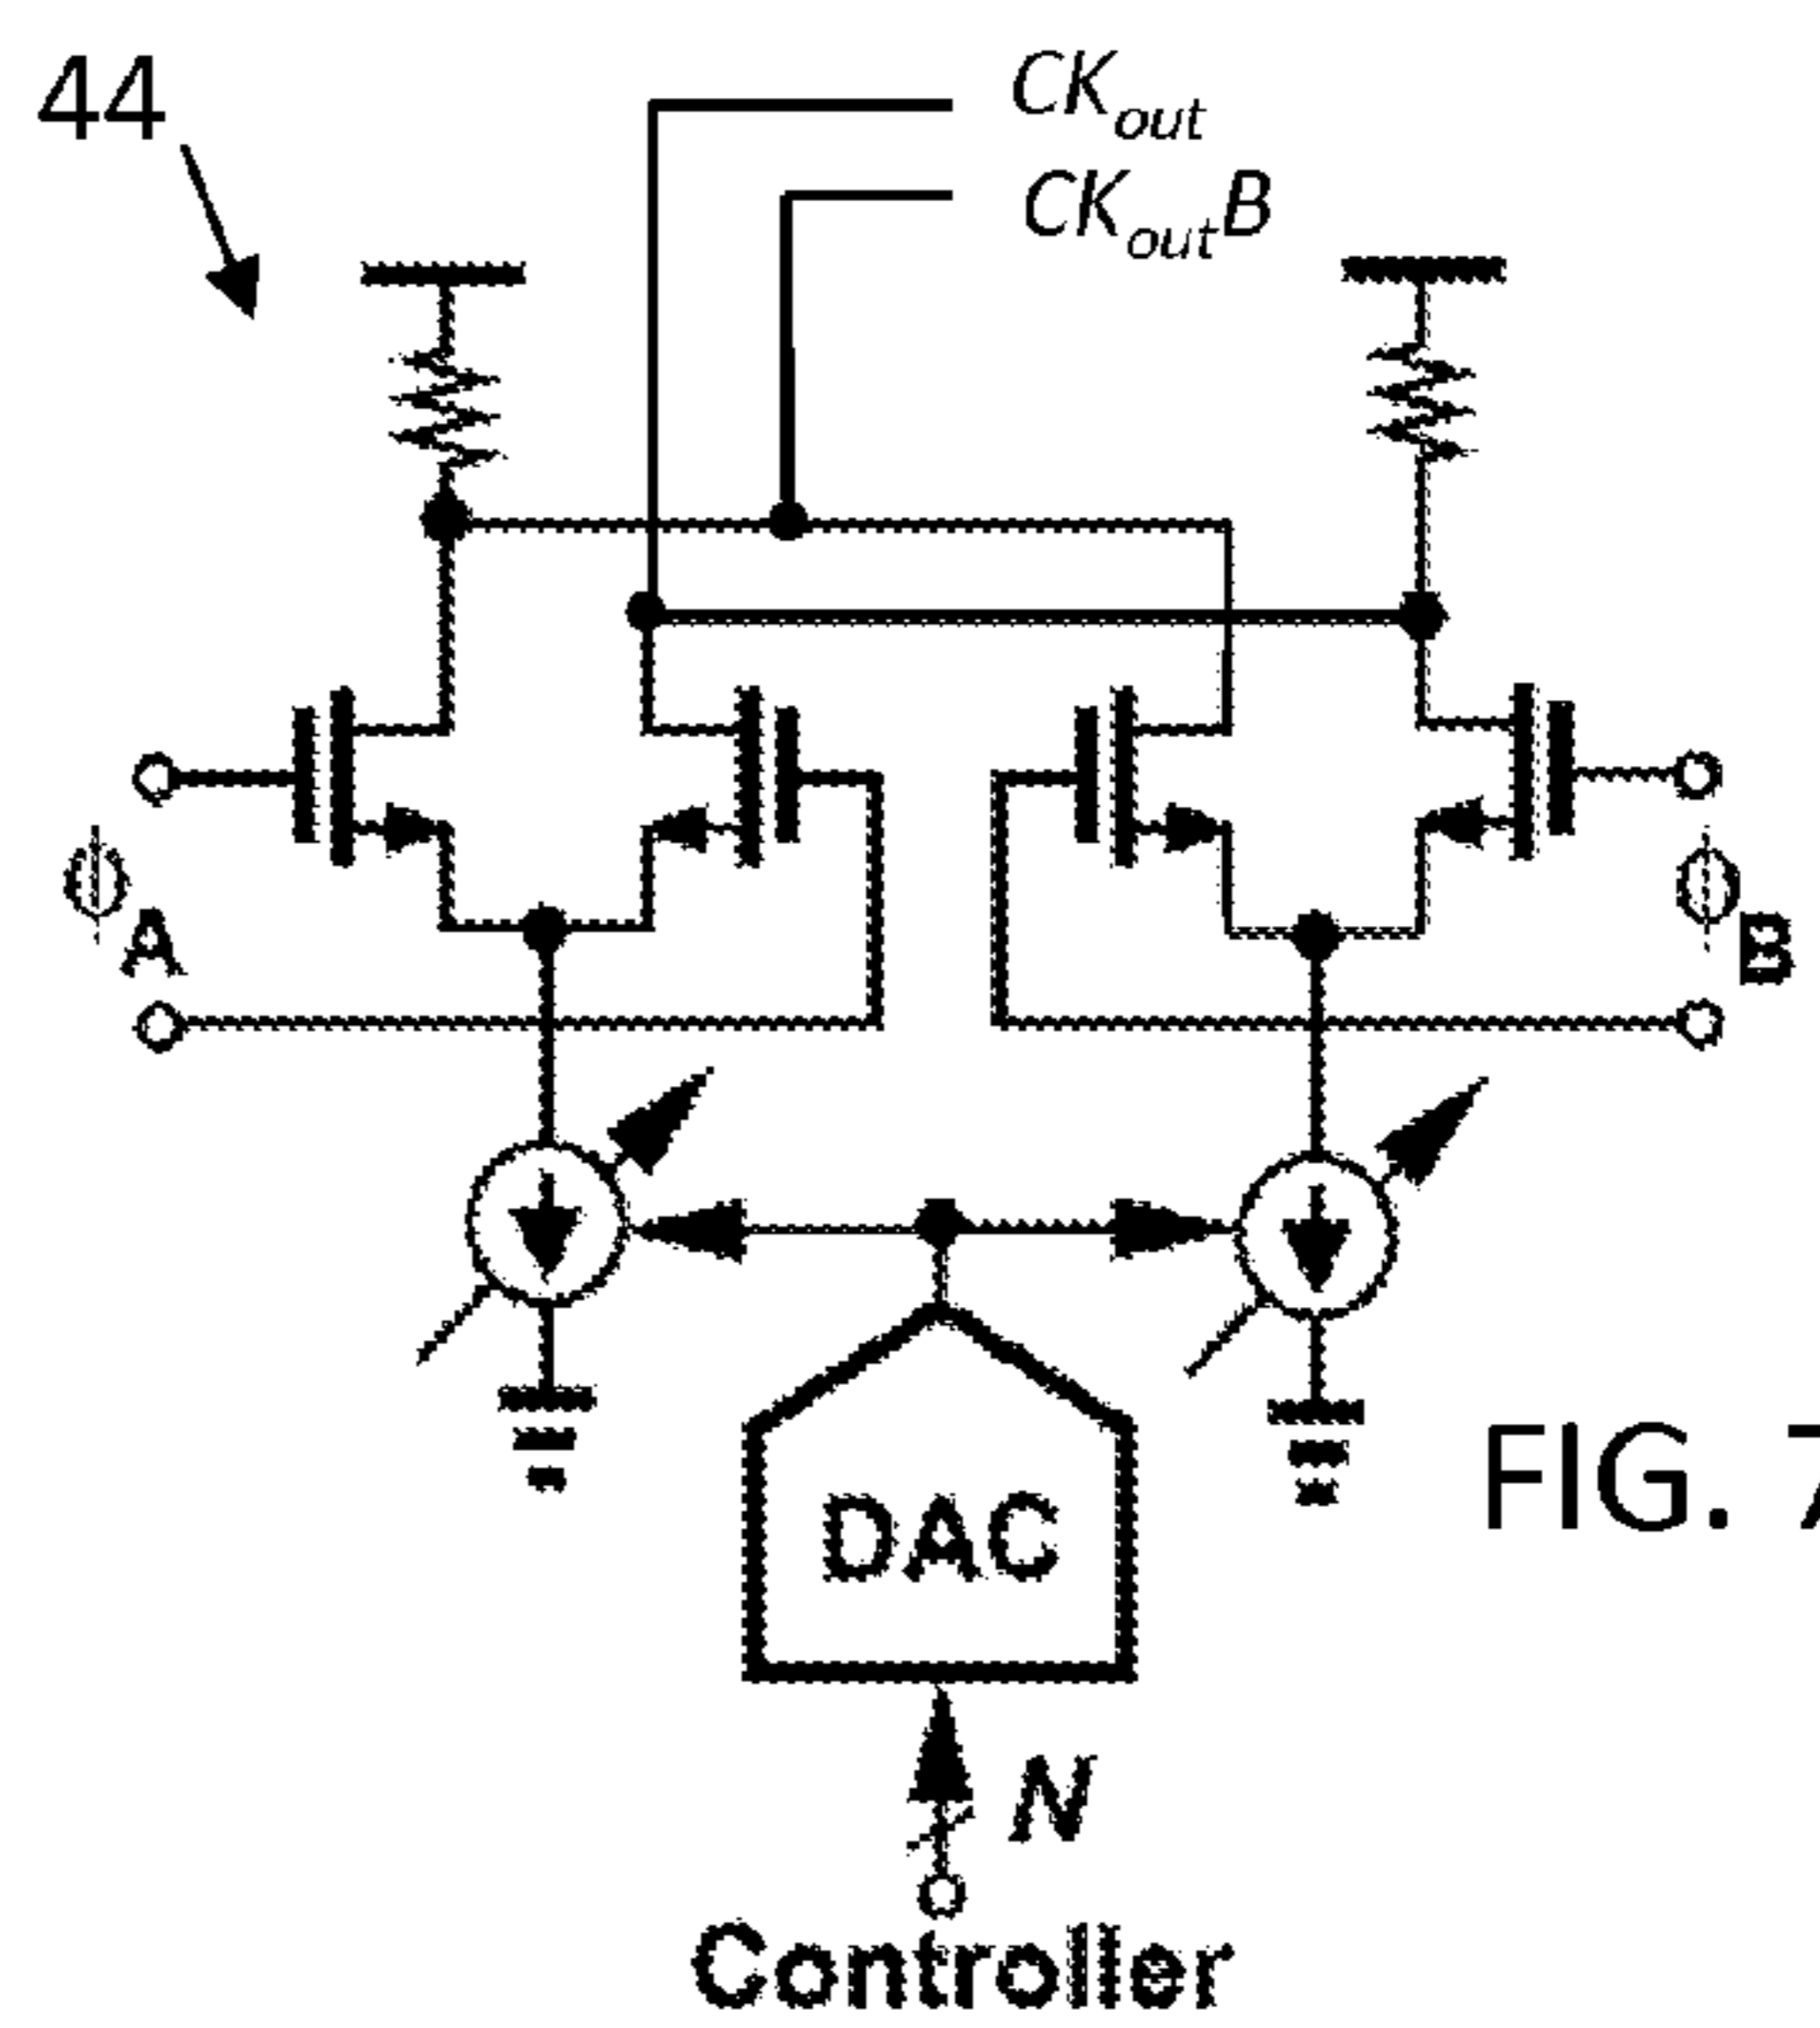 44
CKout
CKoutB
ϕA
ϕB
DAC
FIG. 7
N
Controller